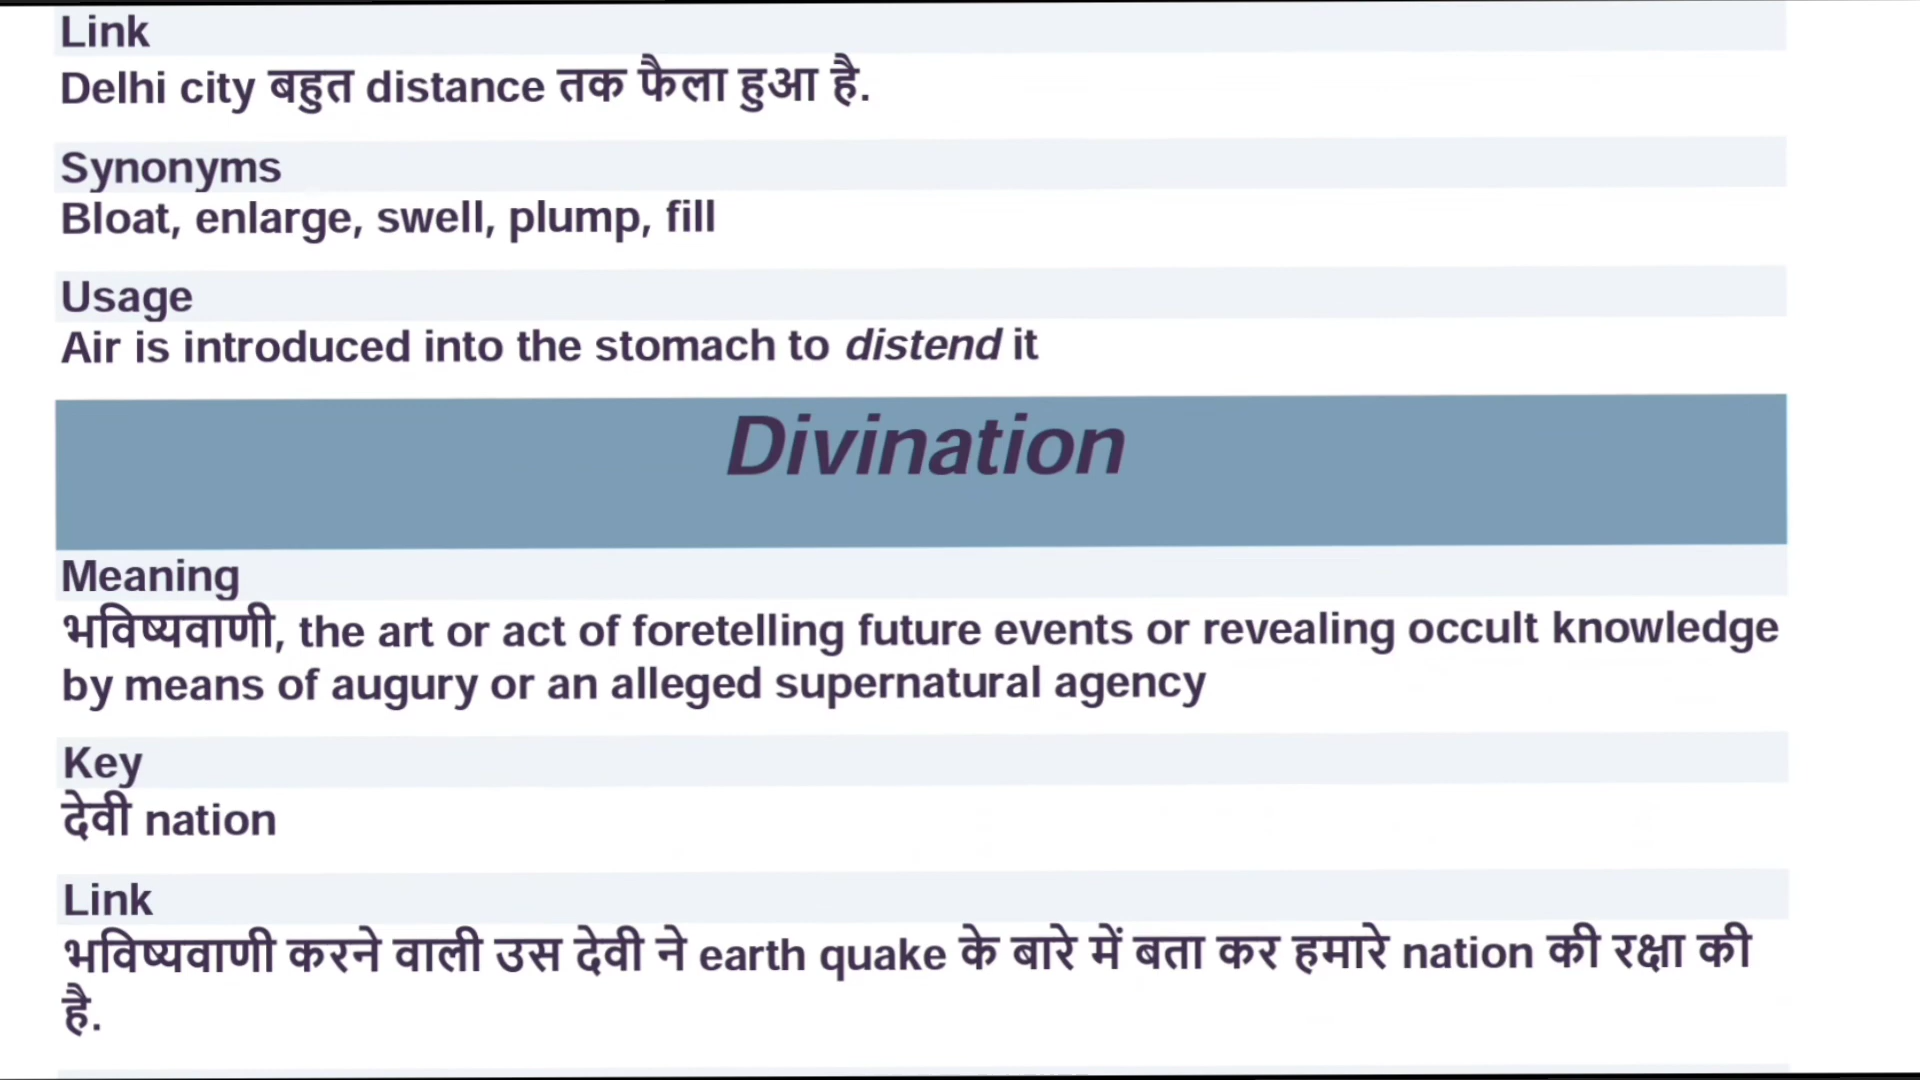 Link
Delhi city बहुत distance तक फैला हुआ है.
Synonyms
Bloat, enlarge, swell, plump, fill
Usage
Air is introduced into the stomach to distend it
Divination
Meaning
भविष्यवाणी, the art or act of foretelling future events or revealing occult knowledge
by means of augury or an alleged supernatural agency
Key
देवी nation
Link
भविष्यवाणी करने वाली उस देवी ने earth quake के बारे में बता कर हमारे nation की रक्षा की
है.